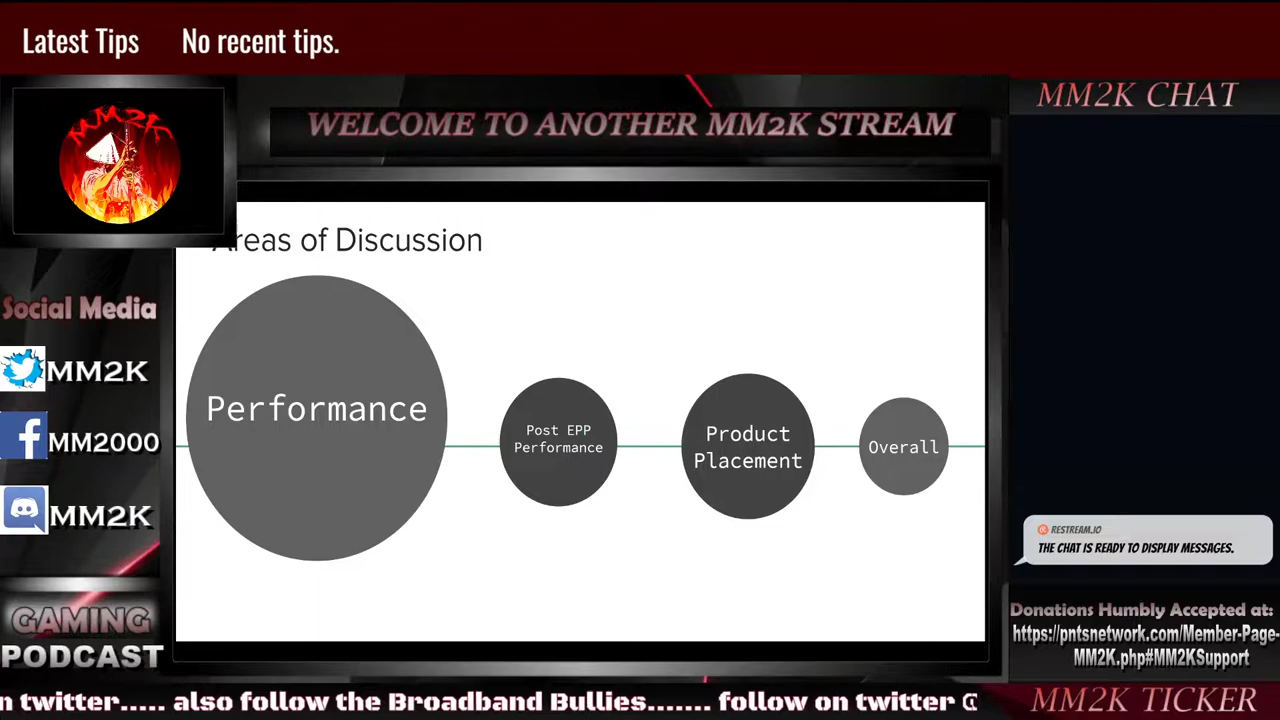 Latest Tips No recent tips.
MM2K
WELCOME TO ANOTHER MM2K STREAM
MM2K CHAT
Areas of Discussion
Performance
Post EPP
Performance
Product
Placement
Overall
Social Media
MM2K
MM2000
MM2K
GAMING
PODCAST
RESTREAM.IO
THE CHAT IS READY TO DISPLAY MESSAGES.
Donations Humbly Accepted at:
https://pntsnetwork.com/Member-Page-
MM2K.php#MM2KSupport
n twitter..... also follow the Broadband Bullies....... follow on twitter
MM2K TICKER